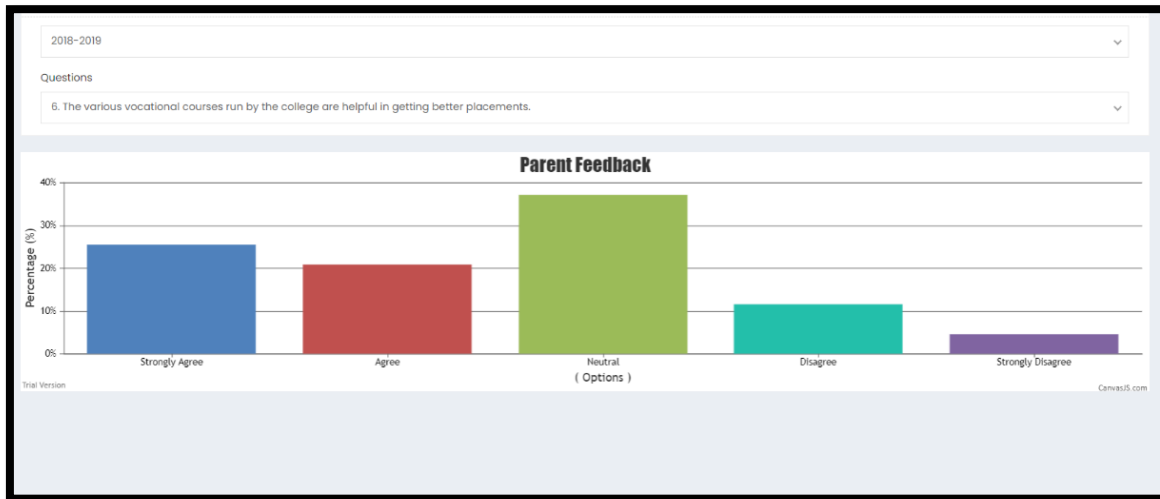 2018-2019
Questions
6. The various vocational courses run by the college are helpful in getting better placements.
Parent Feedback
40%
30%
20%
10%
0%
Percentage (%)
Strongly Agree
Agree
Neutral
Disagree
Strongly Disagree
( Options )
Trial Version
CanvasJS.com